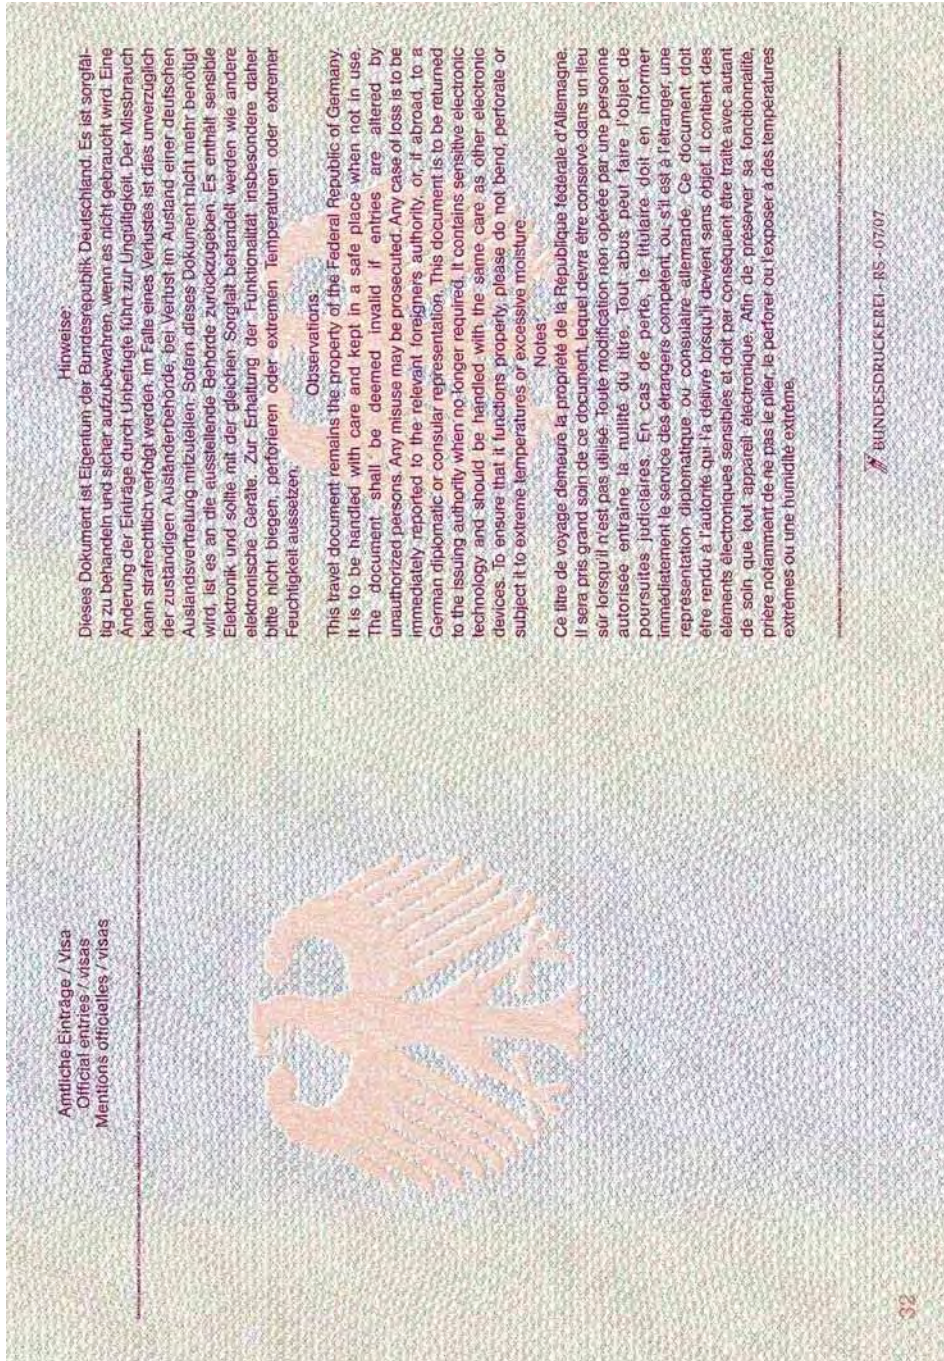 Amtliche Einträge / Visa
Official entries / visas
Mentions officielles / visas
32
Hinweise:
Dieses Dokument ist Eigentum der Bundesrepublik Deutschland. Es ist sorgfäl-
tig zu behandeln und sicher aufzubewahren, wenn es nicht gebraucht wird. Eine
Änderung der Einträge durch Unbefugte führt zur Ungültigkeit. Der Missbrauch
kann strafrechtlich verfolgt werden. Im Falle eines Verlustes ist dies unverzüglich
der zuständigen Ausländerbehörde, bei Verlust im Ausland einer deutschen
Auslandsvertretung mitzuteilen. Sofern dieses Dokument nicht mehr benötigt
wird, ist es an die ausstellende Behörde zurückzugeben. Es enthält sensible
Elektronik und sollte mit der gleichen Sorgfalt behandelt werden wie andere
elektronische Geräte. Zur Erhaltung der Funktionalität insbesondere daher
bitte nicht biegen, perforieren oder extremen Temperaturen oder extremer
Feuchtigkeit aussetzen.
Observations
This travel document remains the property of the Federal Republic of Germany.
It is to be handled with care and kept in a safe place when not in use.
The document shall be deemed invalid if entries are altered by
unauthorized persons. Any misuse may be prosecuted. Any case of loss is to be
immediately reported to the relevant foreigners authority, or, if abroad, to a
German diplomatic or consular representation. This document is to be returned
to the issuing authority when no longer required. It contains sensitive electronic
technology and should be handled with the same care as other electronic
devices. To ensure that it functions properly, please do not bend, perforate or
subject it to extreme temperatures or excessive moisture.
Notes
Ce titre de voyage demeure la propriété de la République fédérale d'Allemagne.
Il sera pris grand soin de ce document, lequel devra être conservé dans un lieu
sûr lorsqu'il n'est pas utilisé. Toute modification non opérée par une personne
autorisée entraîne la nullité du titre. Tout abus peut faire l'objet de
poursuites judiciaires. En cas de perte, le titulaire doit en informer
immédiatement le service des étrangers compétent, ou, s'il est à l'étranger, une
représentation diplomatique ou consulaire allemande. Ce document doit
être rendu à l'autorité qui l'a délivré lorsqu'il devient sans objet. Il contient des
éléments électroniques sensibles et doit par conséquent être traité avec autant
de soin que tout appareil électronique. Afin de préserver sa fonctionnalité,
prière notamment de ne pas le plier, le perforer ou l'exposer à des températures
extrêmes ou une humidité extrême.
BUNDESDRUCKEREI - RS - 07/07